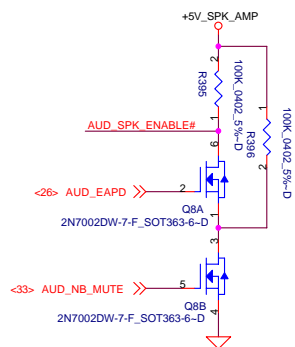 +5V_SPK_AMP
2
R395
100K_0402_5%~D
1
1
100K_0402_5%~D
R396
2
AUD_SPK_ENABLE#
6
<26> AUD_EAPD
2
Q8A
1
2N7002DW-7-F_SOT363-6~D
3
<33> AUD_NB_MUTE
5
Q8B
4
2N7002DW-7-F_SOT363-6~D